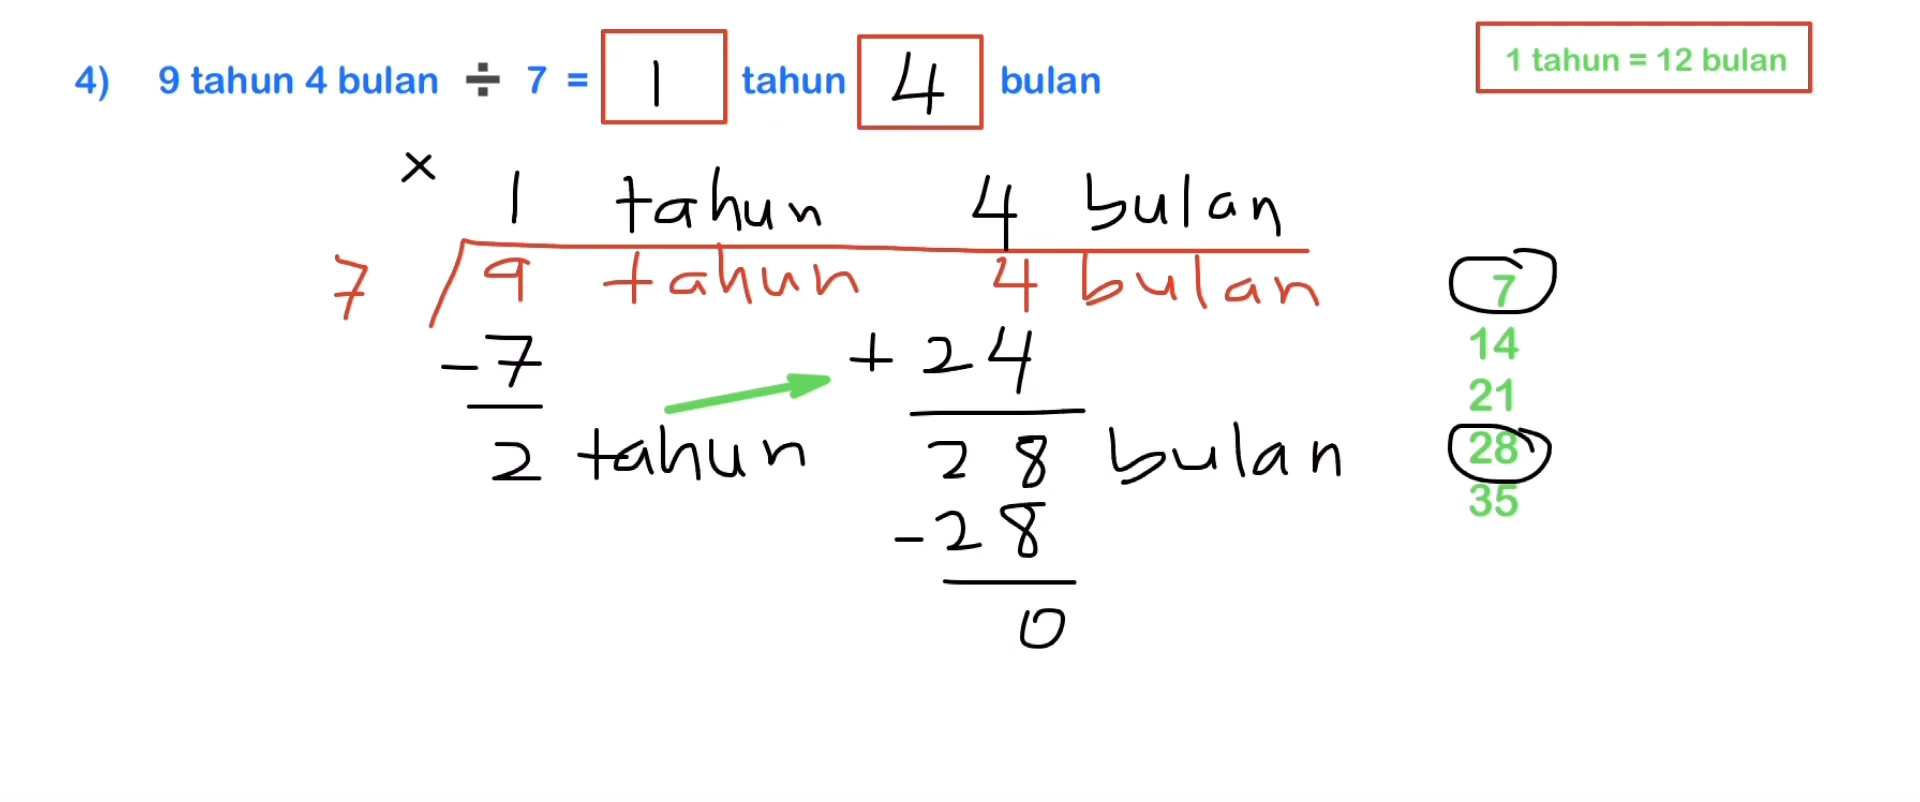 4) 9 tahun 4 bulan ÷ 7 = 1 tahun 4 bulan
1 tahun = 12 bulan
× 1 tahun 4 bulan
7 9 tahun 4 bulan
-7 +24
2 tahun 28 bulan
-28
0
7
14
21
28
35